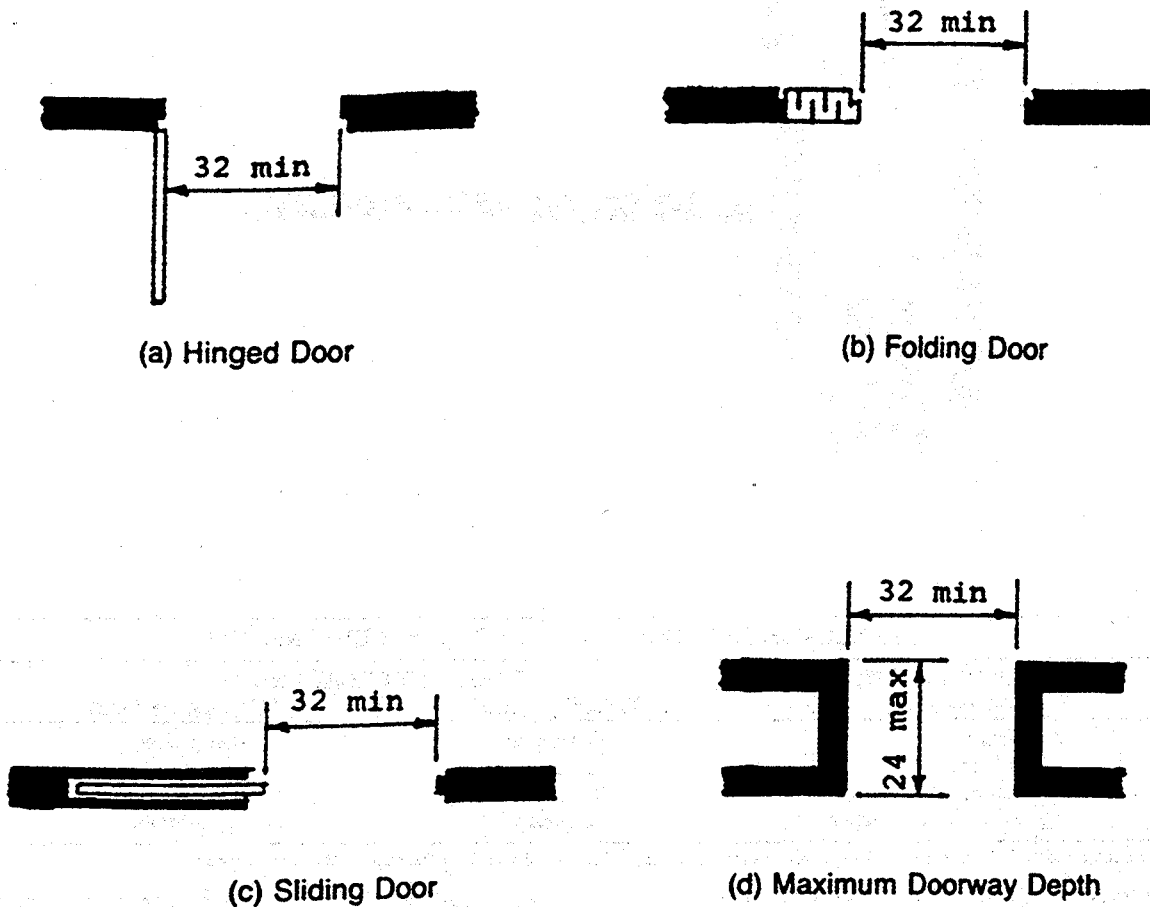 32 min
32 min
(a) Hinged Door
(b) Folding Door
32 min
24 max
32 min
(c) Sliding Door
(d) Maximum Doorway Depth